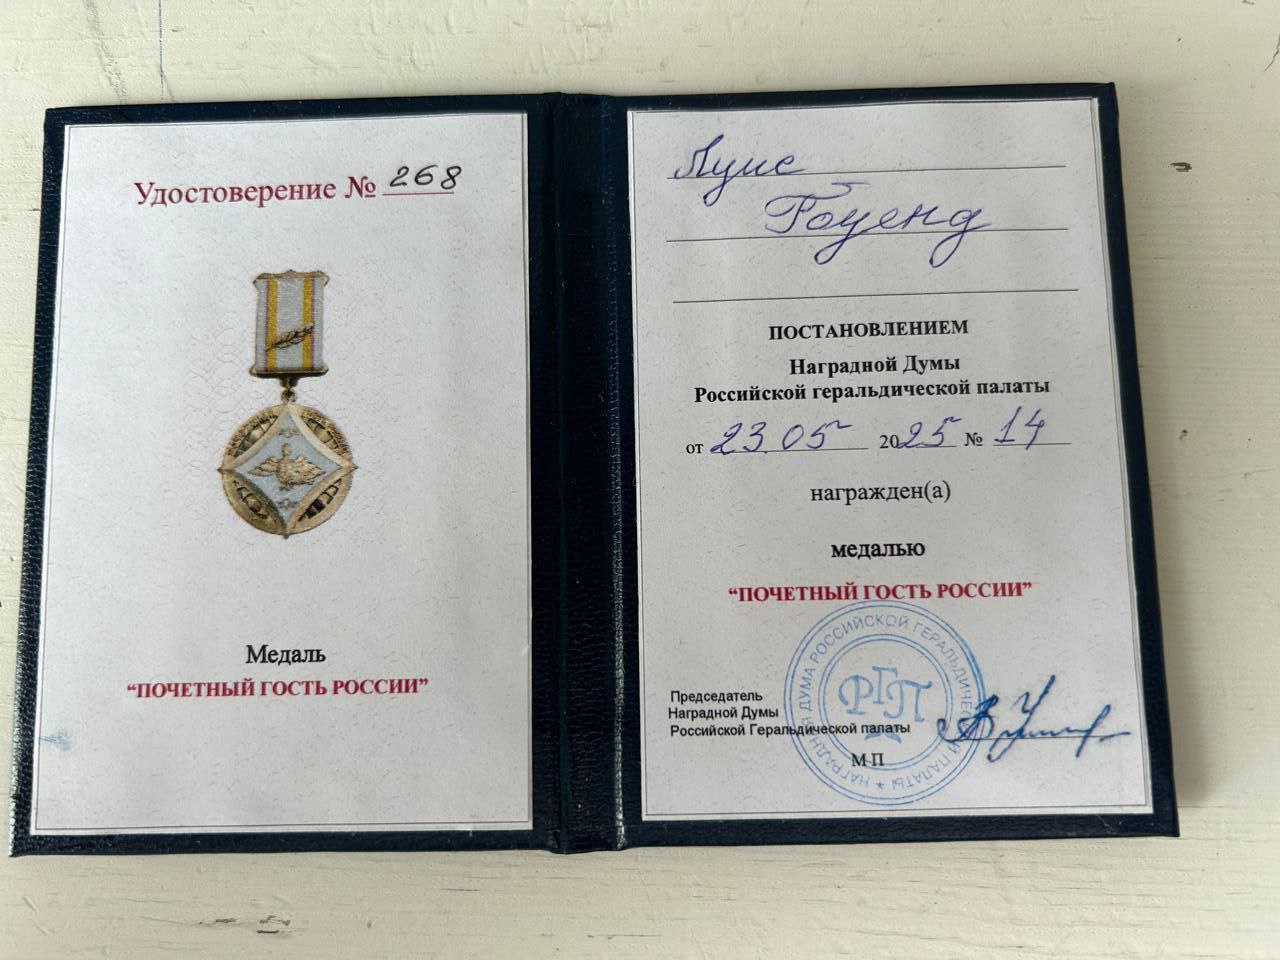 Удостоверение № 268
Медаль
“ПОЧЕТНЫЙ ГОСТЬ РОССИИ”
Луис
Гоуенд
ПОСТАНОВЛЕНИЕМ
Наградной Думы
Российской геральдической палаты
от 23.05 2025 № 14
награжден(а)
медалью
“ПОЧЕТНЫЙ ГОСТЬ РОССИИ”
Председатель
Наградной Думы
Российской Геральдической палаты
М П
НАГРАДНАЯ ДУМА РОССИЙСКОЙ ГЕРАЛЬДИЧЕСКОЙ ПАЛАТЫ
РГП